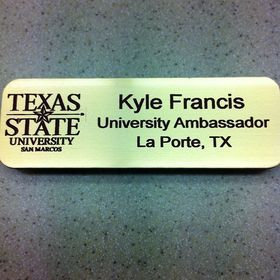 TEXAS
STATE
UNIVERSITY
SAN MARCOS
Kyle Francis
University Ambassador
La Porte, TX